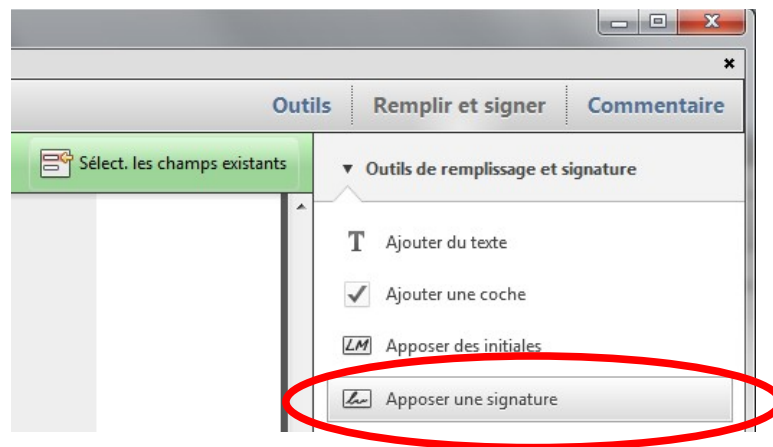 Outils Remplir et signer Commentaire
Sélect. les champs existants
Outils de remplissage et signature
T Ajouter du texte
Ajouter une coche
LM Apposer des initiales
Apposer une signature